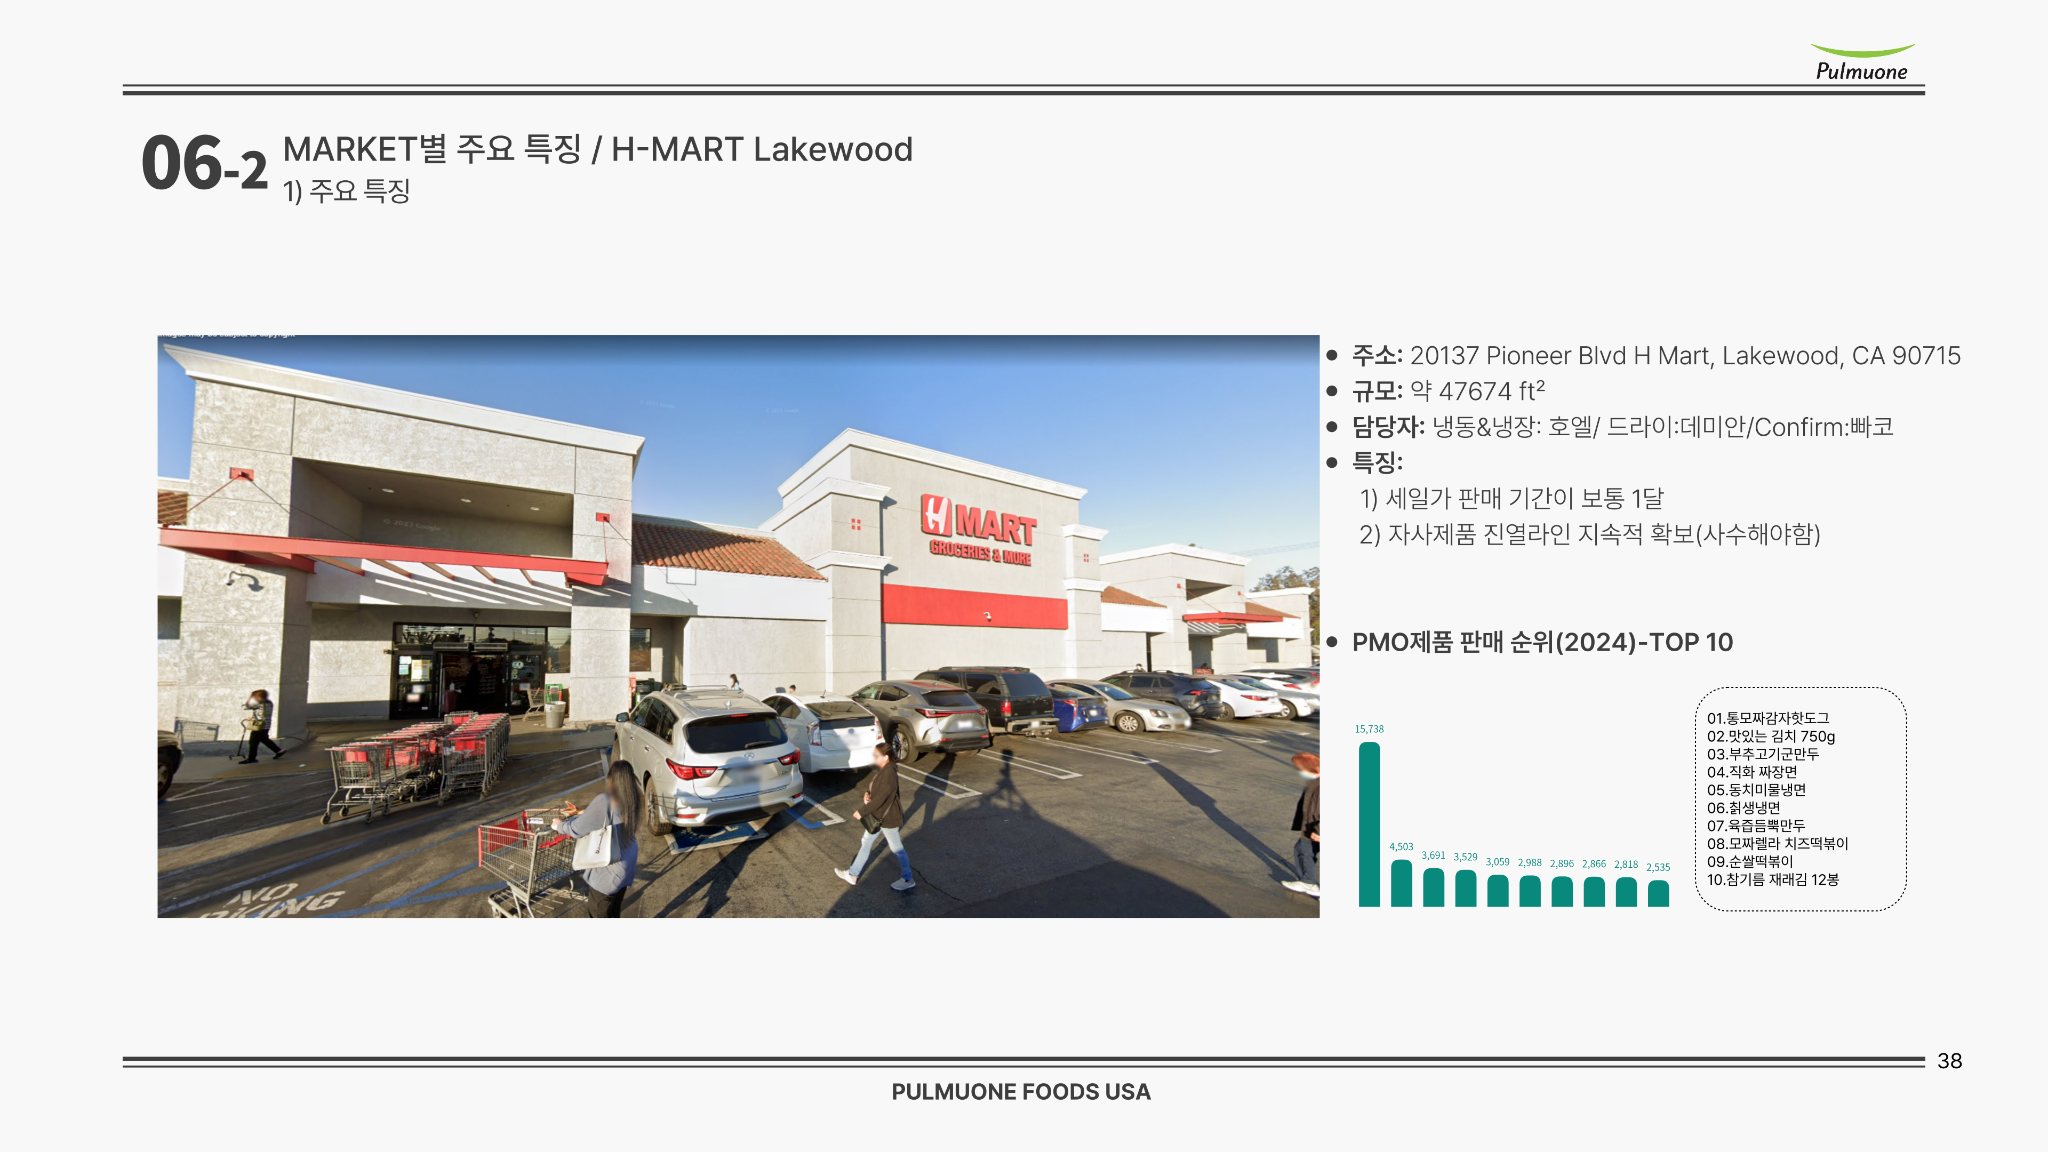 Pulmuone
06-2
MARKET별 주요 특징 / H-MART Lakewood
1) 주요 특징
H MART
GROCERIES & MORE
NO
주소: 20137 Pioneer Blvd H Mart, Lakewood, CA 90715
규모: 약 47674 ft²
담당자: 냉동&냉장: 호엘/ 드라이:데미안/Confirm:빠코
특징:
1) 세일가 판매 기간이 보통 1달
2) 자사제품 진열라인 지속적 확보(사수해야함)
PMO제품 판매 순위(2024)-TOP 10
15,738
4,503
3,691
3,529
3,059
2,988
2,896
2,866
2,818
2,535
01.통모짜감자핫도그
02.맛있는 김치 750g
03.부추고기군만두
04.직화 짜장면
05.동치미물냉면
06.칡생냉면
07.육즙듬뿍만두
08.모짜렐라 치즈떡볶이
09.순쌀떡볶이
10.참기름 재래김 12봉
38
PULMUONE FOODS USA